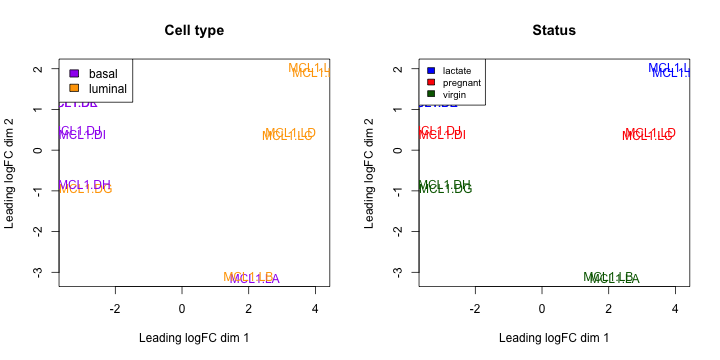 Cell type
Leading logFC dim 2
2
1
0
-1
-2
-3
basal
luminal
MCL1.DI
MCL1.DH
MCL1.DG
MCL1.LD
MCL1.LC
MCL1.LB
MCL1.LA
-2
0
2
4
Leading logFC dim 1
Status
Leading logFC dim 2
2
1
0
-1
-2
-3
lactate
pregnant
virgin
MCL1.DI
MCL1.DH
MCL1.DG
MCL1.LD
MCL1.LC
MCL1.LB
MCL1.LA
-2
0
2
4
Leading logFC dim 1